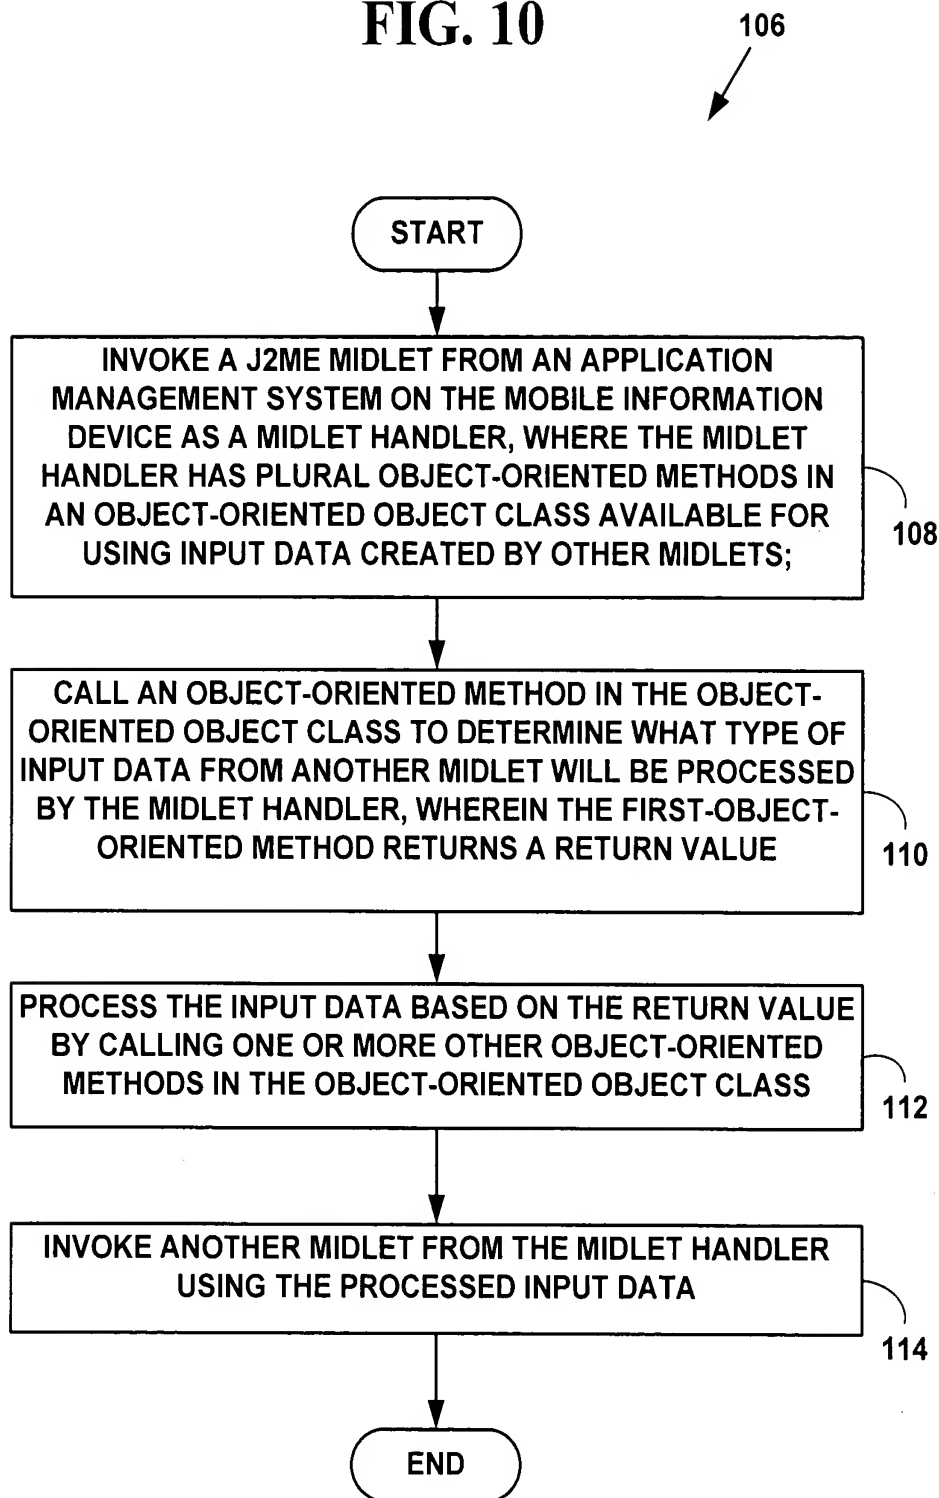 FIG. 10
106
START
INVOKE A J2ME MIDLET FROM AN APPLICATION
MANAGEMENT SYSTEM ON THE MOBILE INFORMATION
DEVICE AS A MIDLET HANDLER, WHERE THE MIDLET
HANDLER HAS PLURAL OBJECT-ORIENTED METHODS IN
AN OBJECT-ORIENTED OBJECT CLASS AVAILABLE FOR
USING INPUT DATA CREATED BY OTHER MIDLETS;
108
CALL AN OBJECT-ORIENTED METHOD IN THE OBJECT-
ORIENTED OBJECT CLASS TO DETERMINE WHAT TYPE OF
INPUT DATA FROM ANOTHER MIDLET WILL BE PROCESSED
BY THE MIDLET HANDLER, WHEREIN THE FIRST-OBJECT-
ORIENTED METHOD RETURNS A RETURN VALUE
110
PROCESS THE INPUT DATA BASED ON THE RETURN VALUE
BY CALLING ONE OR MORE OTHER OBJECT-ORIENTED
METHODS IN THE OBJECT-ORIENTED OBJECT CLASS
112
INVOKE ANOTHER MIDLET FROM THE MIDLET HANDLER
USING THE PROCESSED INPUT DATA
114
END